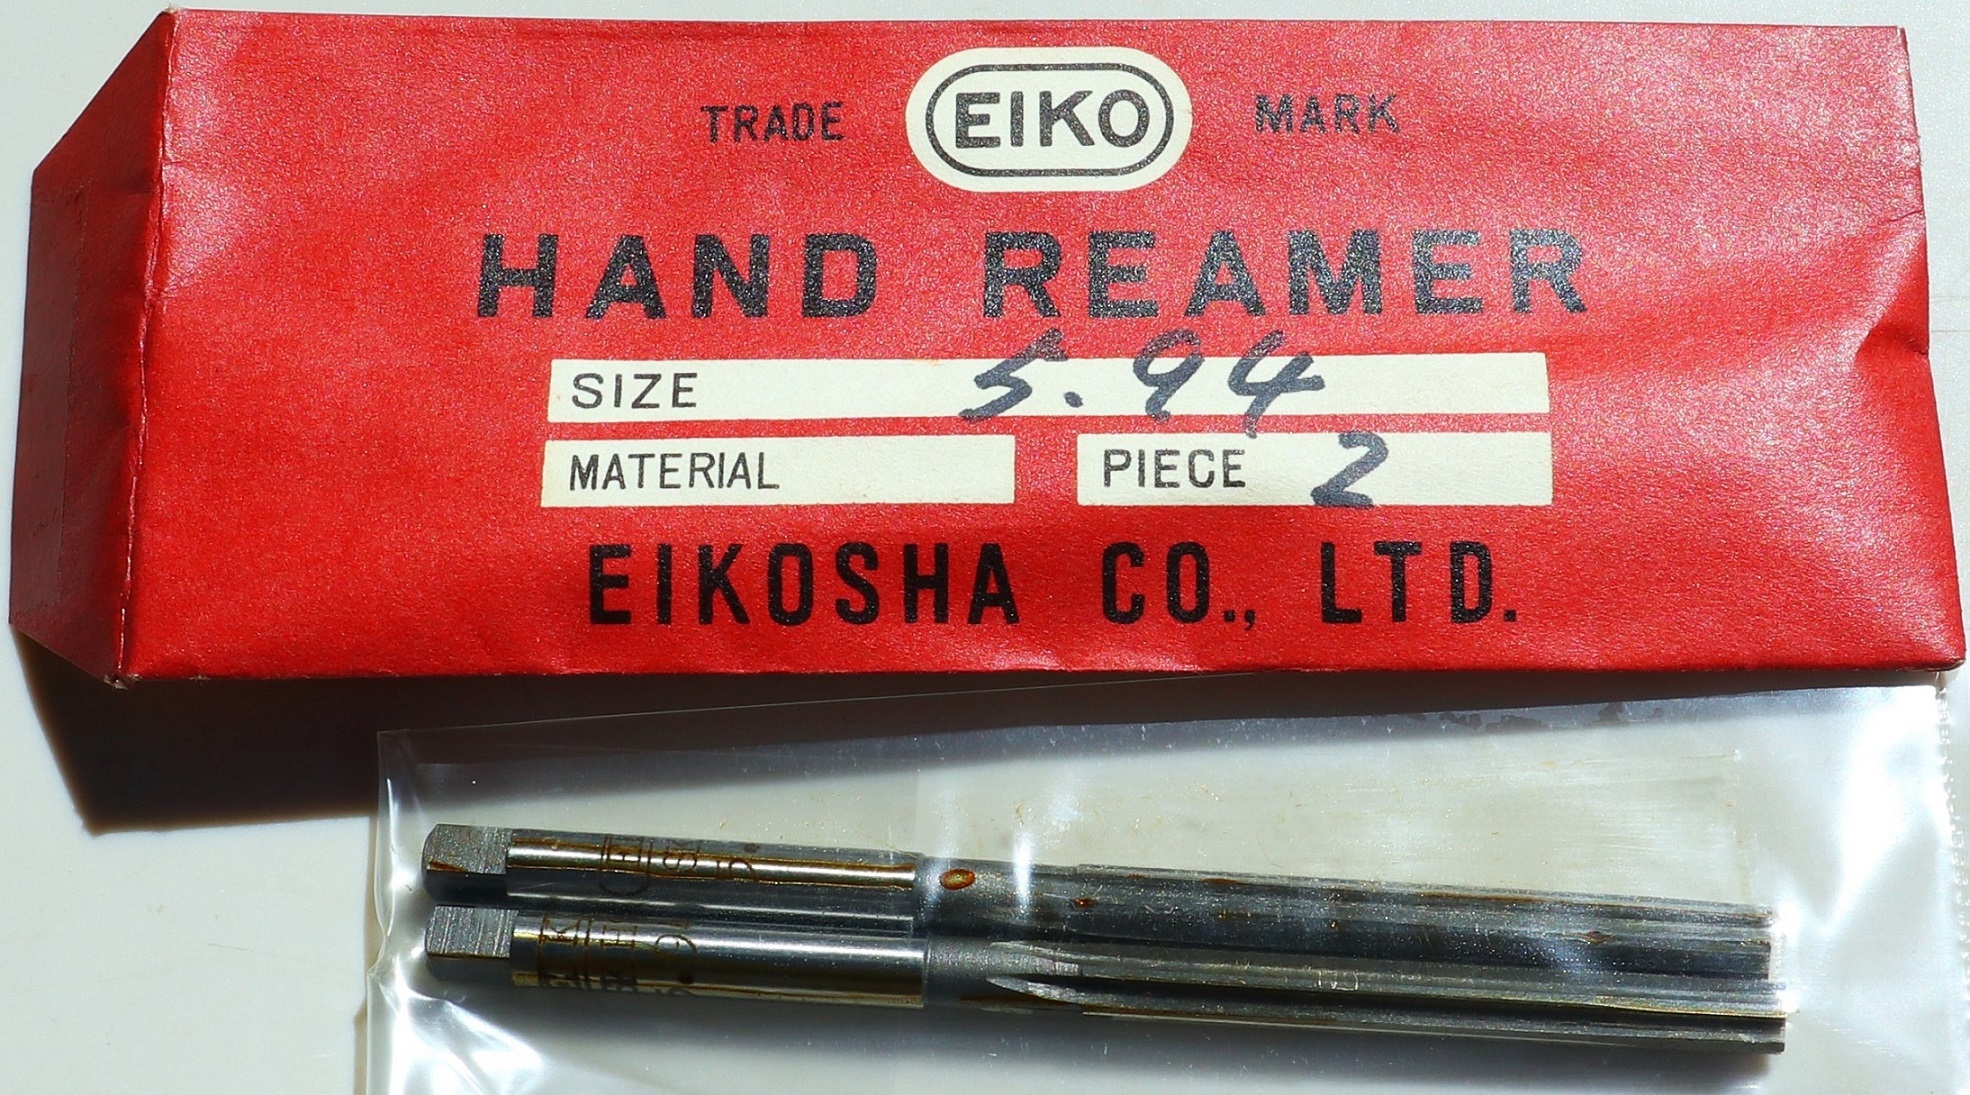 TRADE EIKO MARK
HAND REAMER
SIZE 5.94
MATERIAL PIECE 2
EIKOSHA CO., LTD.